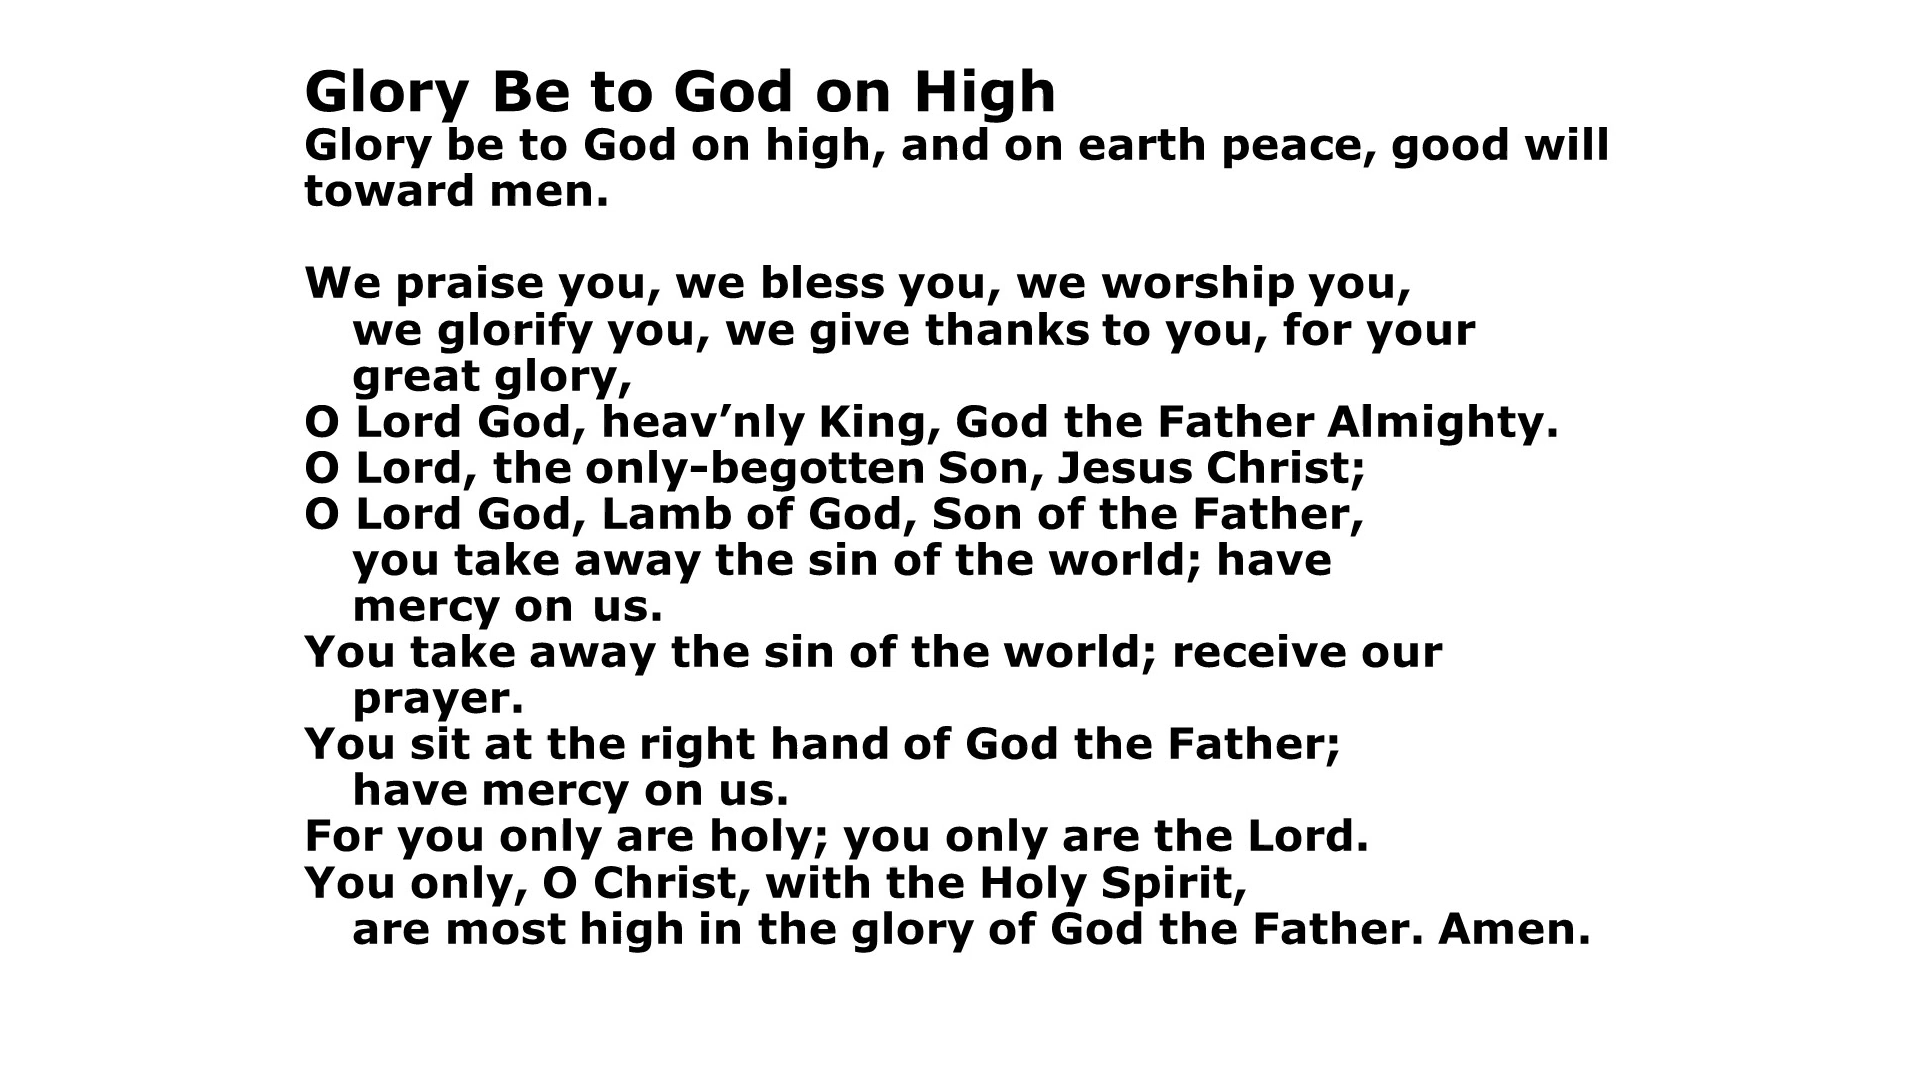 Glory Be to God on High
Glory be to God on high, and on earth peace, good will
toward men.
We praise you, we bless you, we worship you,
we glorify you, we give thanks to you, for your
great glory,
O Lord God, heav’nly King, God the Father Almighty.
O Lord, the only-begotten Son, Jesus Christ;
O Lord God, Lamb of God, Son of the Father,
you take away the sin of the world; have
mercy on us.
You take away the sin of the world; receive our
prayer.
You sit at the right hand of God the Father;
have mercy on us.
For you only are holy; you only are the Lord.
You only, O Christ, with the Holy Spirit,
are most high in the glory of God the Father. Amen.